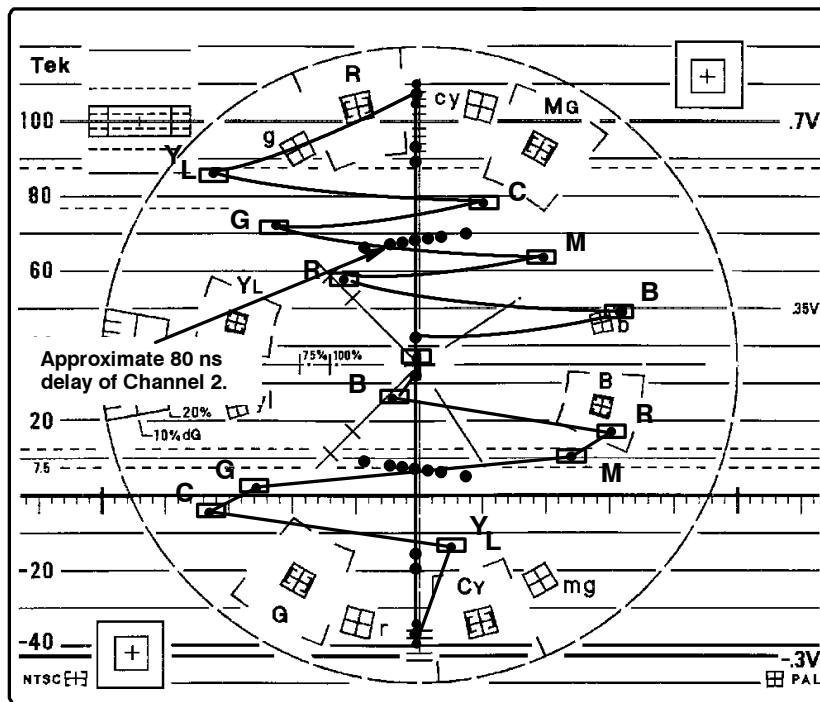 Tek
R
cy
MG
100
.7V
g
YL
80
C
G
M
60
R
YL
B
.35V
b
Approximate 80 ns
delay of Channel 2.
75% 100%
B
B
R
20%
20
10% dG
7.5
G
M
C
YL
-20
G
r
CY
mg
-40
-.3V
NTSC
PAL